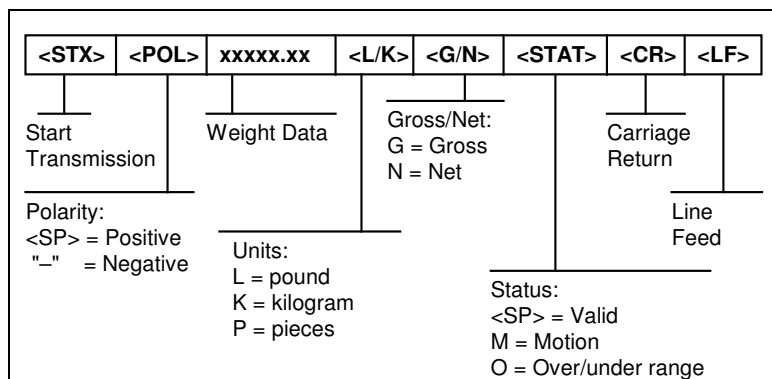 <STX> <POL> xxxxx.xx <L/K> <G/N> <STAT> <CR> <LF>
Start
Transmission
Weight Data
Gross/Net:
G = Gross
N = Net
Carriage
Return
Polarity:
<SP> = Positive
"–" = Negative
Units:
L = pound
K = kilogram
P = pieces
Line
Feed
Status:
<SP> = Valid
M = Motion
O = Over/under range